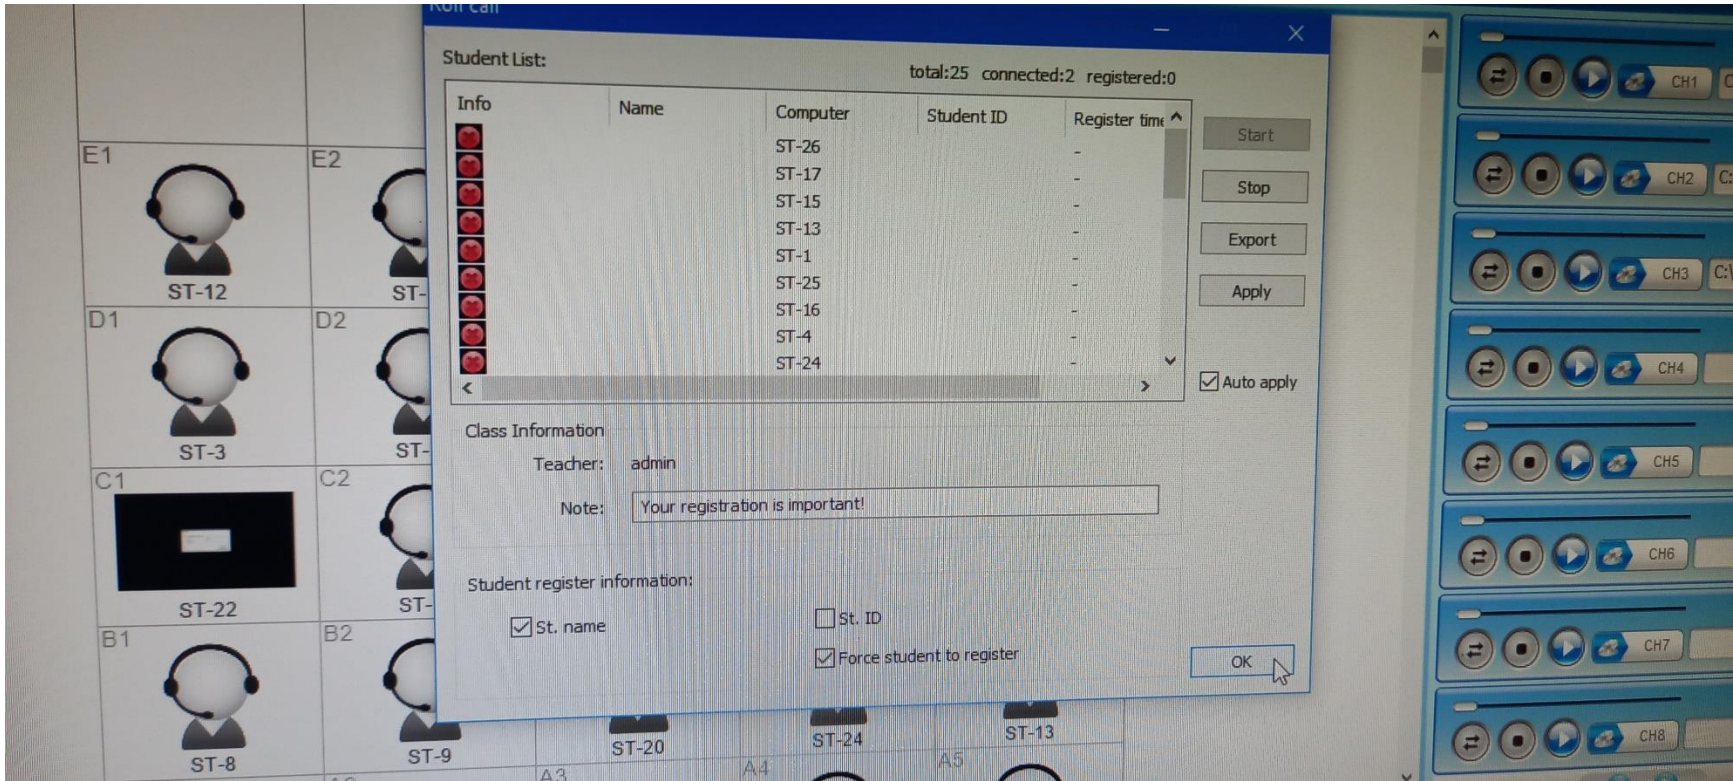 Roll call
Student List:
total:25 connected:2 registered:0
Info Name Computer Student ID Register time
ST-26 -
ST-17 -
ST-15 -
ST-13 -
ST-1 -
ST-25 -
ST-16 -
ST-4 -
ST-24 -
Start
Stop
Export
Apply
Auto apply
Class Information
Teacher: admin
Note: Your registration is important!
Student register information:
St. name
St. ID
Force student to register
OK
E1 E2
ST-12 ST-
D1 D2
ST-3 ST-
C1 C2
ST-22 ST-
B1 B2
ST-8 ST-9 ST-20 ST-24 ST-13
A3 A4 A5
CH1
CH2 C:
CH3 C:\
CH4
CH5
CH6
CH7
CH8